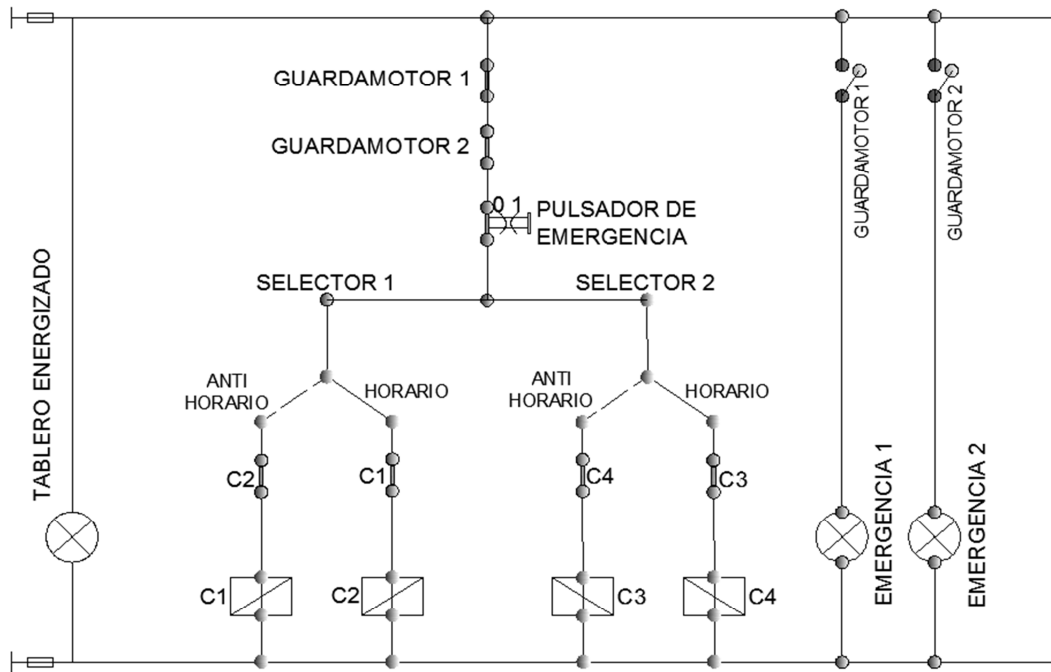 GUARDAMOTOR 1
GUARDAMOTOR 2
0 1
PULSADOR DE
EMERGENCIA
SELECTOR 1
SELECTOR 2
ANTI
HORARIO
HORARIO
ANTI
HORARIO
HORARIO
C2
C1
C4
C3
C1
C2
C3
C4
TABLERO ENERGIZADO
GUARDAMOTOR 1
GUARDAMOTOR 2
EMERGENCIA 1
EMERGENCIA 2